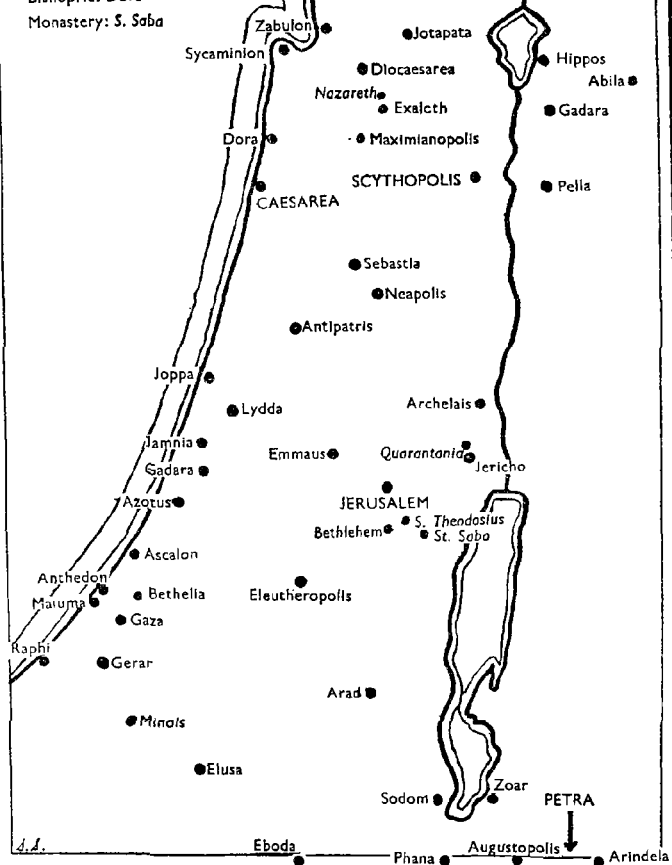 Monastery: S. Saba
Zabulon
Jotapata
Sycaminion
Hippos
Diocaesarea
Abila
Nazareth
Exaloth
Gadara
Dora
Maximianopolis
SCYTHOPOLIS
Pella
CAESAREA
Sebastia
Neapolis
Antipatris
Joppa
Archelais
Lydda
Jamnia
Emmaus
Quarantania
Jericho
Gadara
JERUSALEM
Azotus
S. Theodosius
Bethlehem
St. Saba
Ascalon
Anthedon
Bethelia
Maiuma
Eleutheropolis
Gaza
Raphi
Gerar
Arad
Minois
Elusa
Sodom
Zoar
PETRA
Eboda
Augustopolis
Phana
Arindela